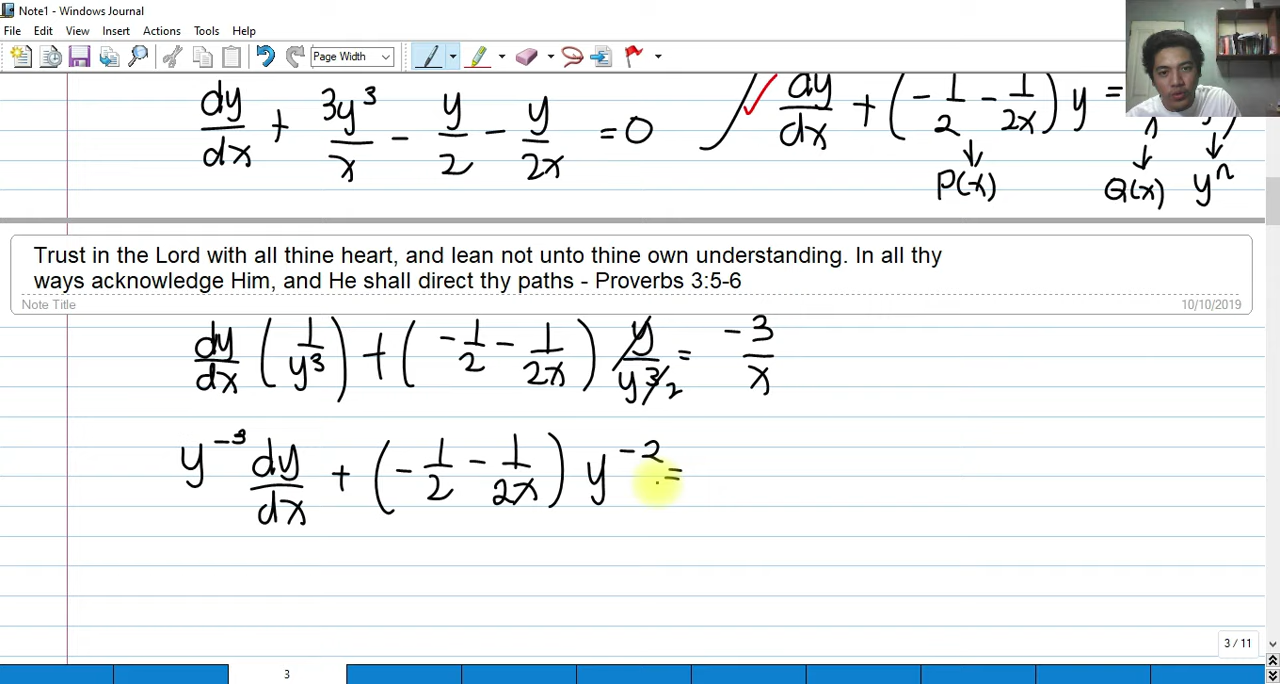 Note1 - Windows Journal
File Edit View Insert Actions Tools Help
Page Width
dy/dx + 3y³/x - y/2 - y/2x = 0
dy/dx + (-1/2 - 1/2x) y =
P(x) Q(x) yⁿ
Trust in the Lord with all thine heart, and lean not unto thine own understanding. In all thy
ways acknowledge Him, and He shall direct thy paths - Proverbs 3:5-6
Note Title 10/10/2019
dy/dx (1/y³) + (-1/2 - 1/2x) y/y³ 2 = -3/x
y⁻³ dy/dx + (-1/2 - 1/2x) y⁻² =
3 / 11
3